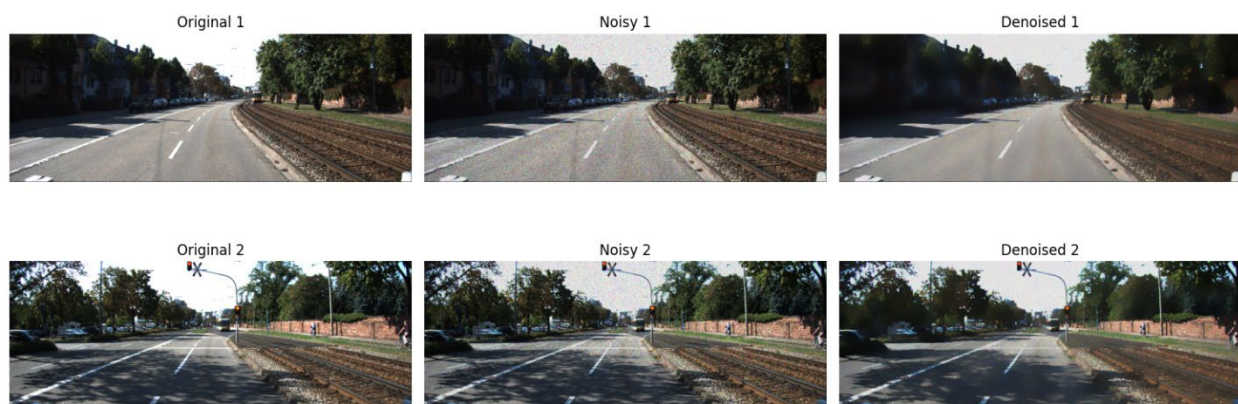 Original 1
Noisy 1
Denoised 1
Original 2
Noisy 2
Denoised 2